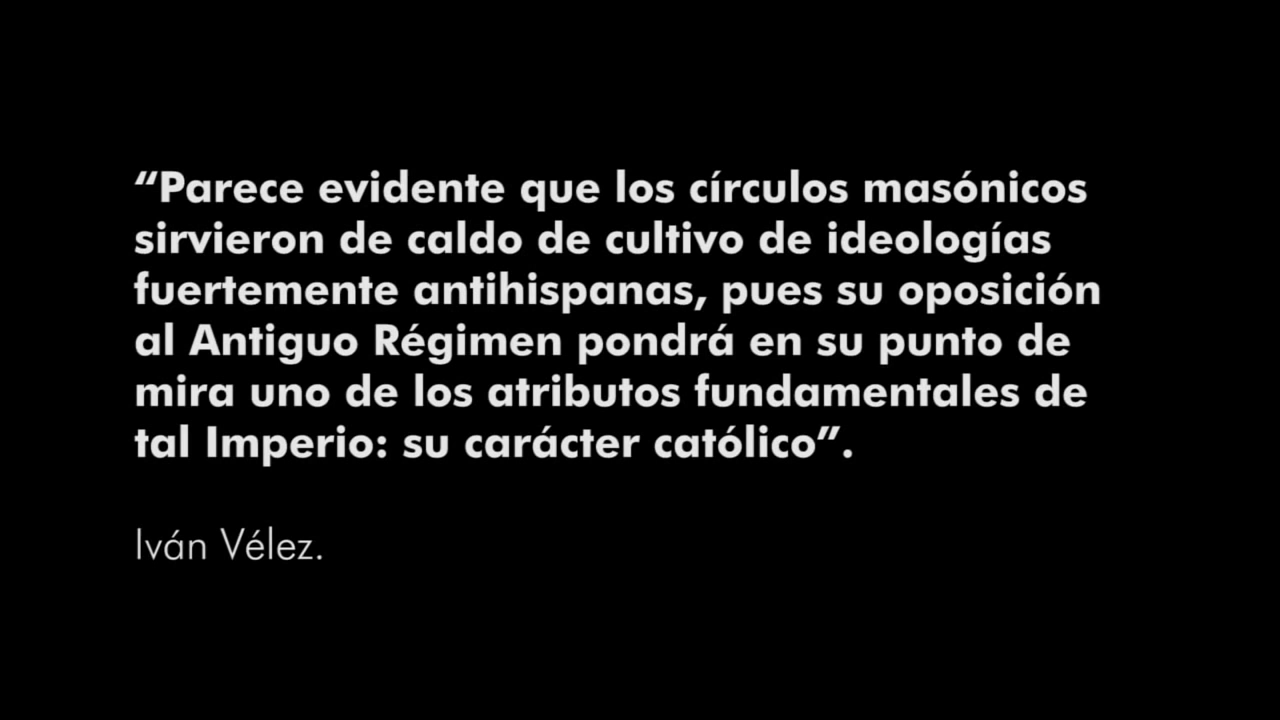 “Parece evidente que los círculos masónicos
sirvieron de caldo de cultivo de ideologías
fuertemente antihispanas, pues su oposición
al Antiguo Régimen pondrá en su punto de
mira uno de los atributos fundamentales de
tal Imperio: su carácter católico”.
Iván Vélez.